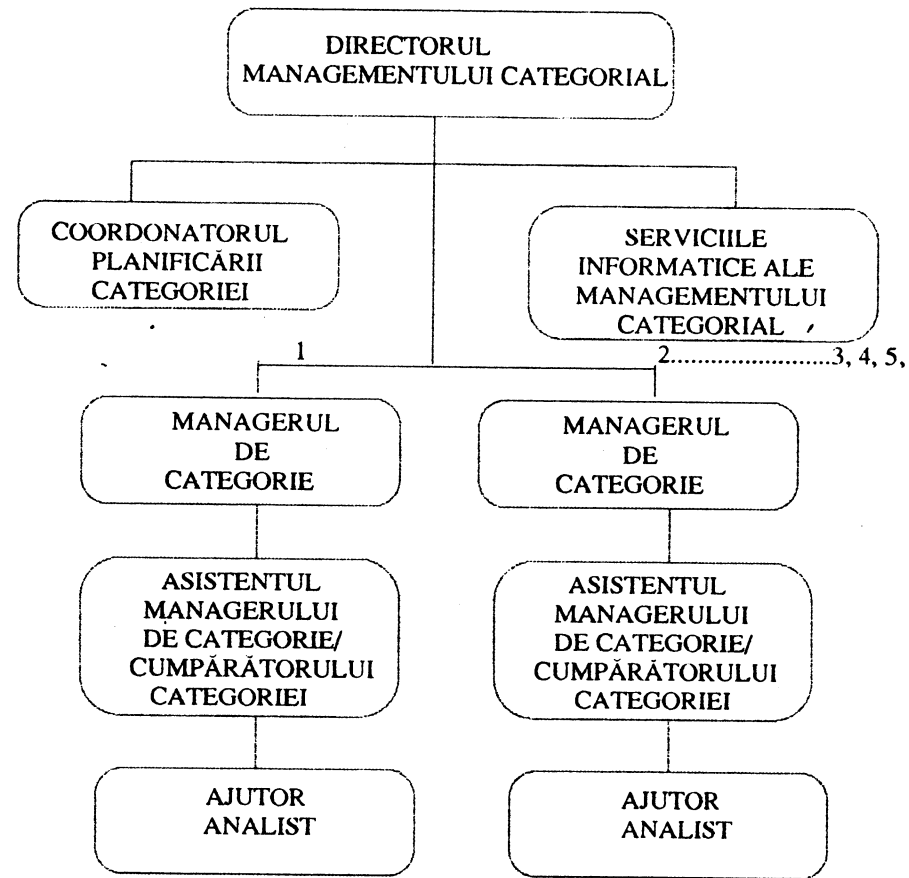 DIRECTORUL
MANAGEMENTULUI CATEGORIAL
COORDONATORUL
PLANIFICĂRII
CATEGORIEI
SERVICIILE
INFORMATICE ALE
MANAGEMENTULUI
CATEGORIAL
1
2........................3, 4, 5,
MANAGERUL
DE
CATEGORIE
MANAGERUL
DE
CATEGORIE
ASISTENTUL
MANAGERULUI
DE CATEGORIE/
CUMPĂRĂTORULUI
CATEGORIEI
ASISTENTUL
MANAGERULUI
DE CATEGORIE/
CUMPĂRĂTORULUI
CATEGORIEI
AJUTOR
ANALIST
AJUTOR
ANALIST